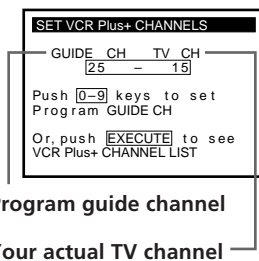 SET VCR Plus+ CHANNELS
GUIDE CH TV CH
25 – 15
Push 0–9 keys to set
Program GUIDE CH
Or, push EXECUTE to see
VCR Plus+ CHANNEL LIST
Program guide channel
Your actual TV channel